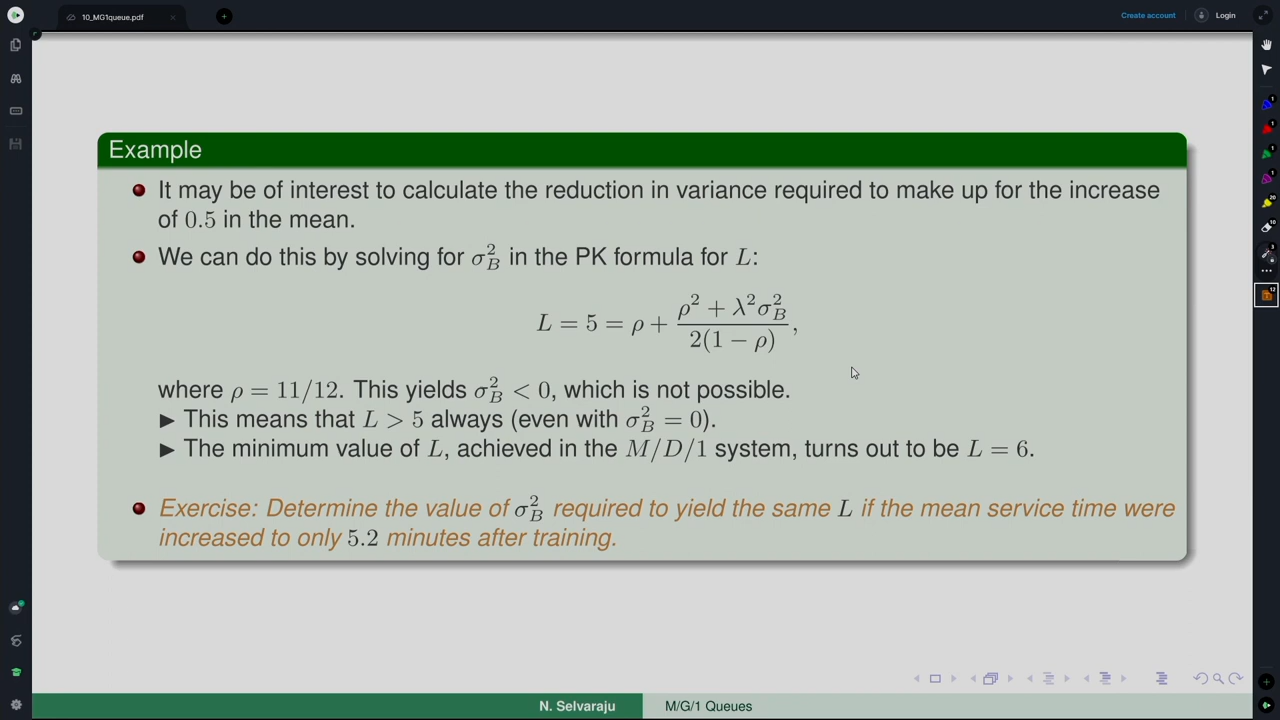 10_MG1queue.pdf
Create account
Login
Example
It may be of interest to calculate the reduction in variance required to make up for the increase
of 0.5 in the mean.
We can do this by solving for σ_B^2 in the PK formula for L:
L = 5 = ρ + (ρ^2 + λ^2σ_B^2) / (2(1 − ρ)),
where ρ = 11/12. This yields σ_B^2 < 0, which is not possible.
▶ This means that L > 5 always (even with σ_B^2 = 0).
▶ The minimum value of L, achieved in the M/D/1 system, turns out to be L = 6.
Exercise: Determine the value of σ_B^2 required to yield the same L if the mean service time were
increased to only 5.2 minutes after training.
N. Selvaraju
M/G/1 Queues